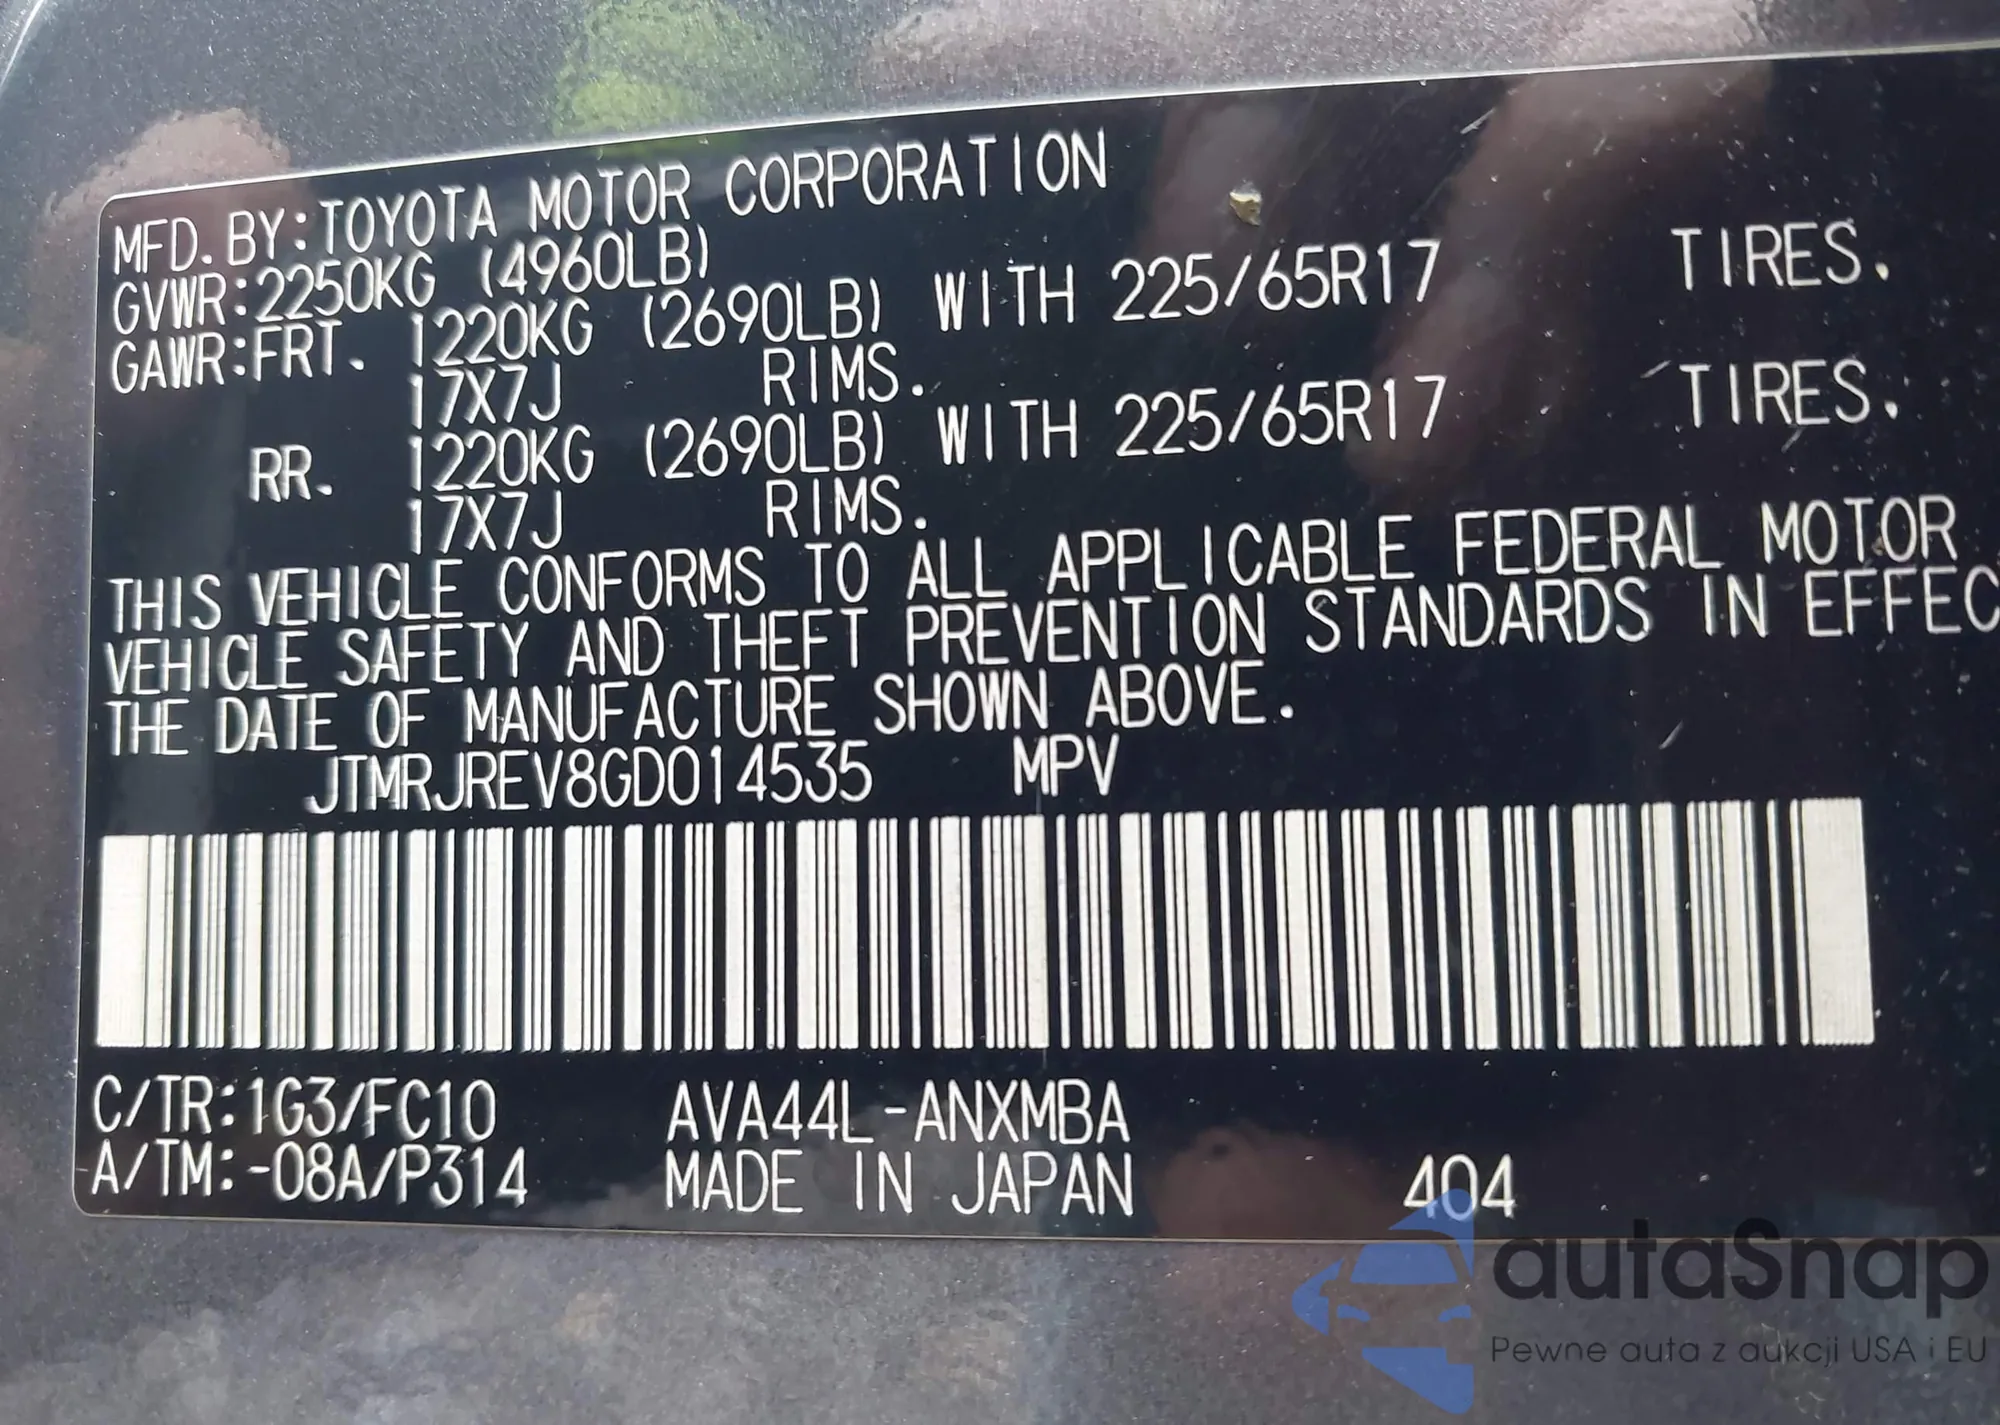 MFD. BY:TOYOTA MOTOR CORPORATION
GVWR:2250KG (4960LB)
GAWR:FRT. 1220KG (2690LB) WITH 225/65R17 TIRES.
17X7J RIMS.
RR. 1220KG (2690LB) WITH 225/65R17 TIRES.
17X7J RIMS.
THIS VEHICLE CONFORMS TO ALL APPLICABLE FEDERAL MOTOR
VEHICLE SAFETY AND THEFT PREVENTION STANDARDS IN EFFEC
THE DATE OF MANUFACTURE SHOWN ABOVE.
JTMRJREV8GD014535 MPV
C/TR:1G3/FC10 AVA44L-ANXMBA
A/TM:-08A/P314 MADE IN JAPAN 404
autaSnap
Pewne auta z aukcji USA i EU